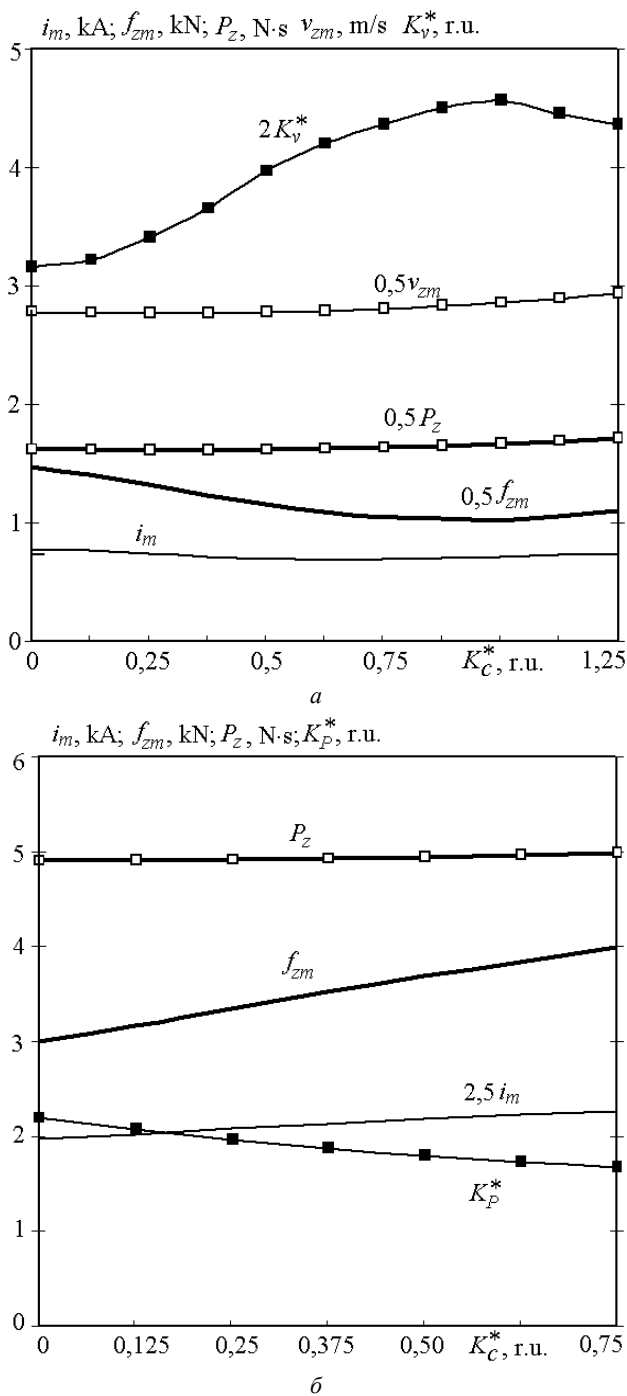 i_m, kA; f_zm, kN; P_z, N·s v_zm, m/s K_v^*, r.u.
5
2K_v^*
4
0,5v_zm
3
2
0,5P_z
0,5f_zm
1
i_m
0
0 0,25 0,5 0,75 K_C^*, r.u. 1,25
а
i_m, kA; f_zm, kN; P_z, N·s; K_P^*, r.u.
6
P_z
5
4
f_zm
3
2,5i_m
2
K_P^*
1
0
0 0,125 0,25 0,375 0,50 K_C^*, r.u. 0,75
б